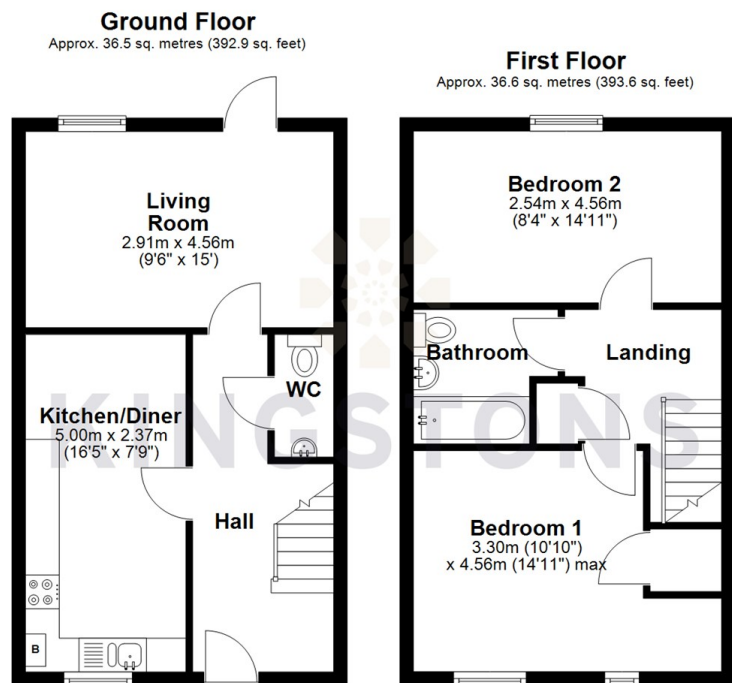 Ground Floor
Approx. 36.5 sq. metres (392.9 sq. feet)
Living
Room
2.91m x 4.56m
(9'6" x 15')
Kitchen/Diner
5.00m x 2.37m
(16'5" x 7'9")
WC
Hall
B
First Floor
Approx. 36.6 sq. metres (393.6 sq. feet)
Bedroom 2
2.54m x 4.56m
(8'4" x 14'11")
Bathroom
Landing
Bedroom 1
3.30m (10'10")
x 4.56m (14'11") max
KINGSTONS